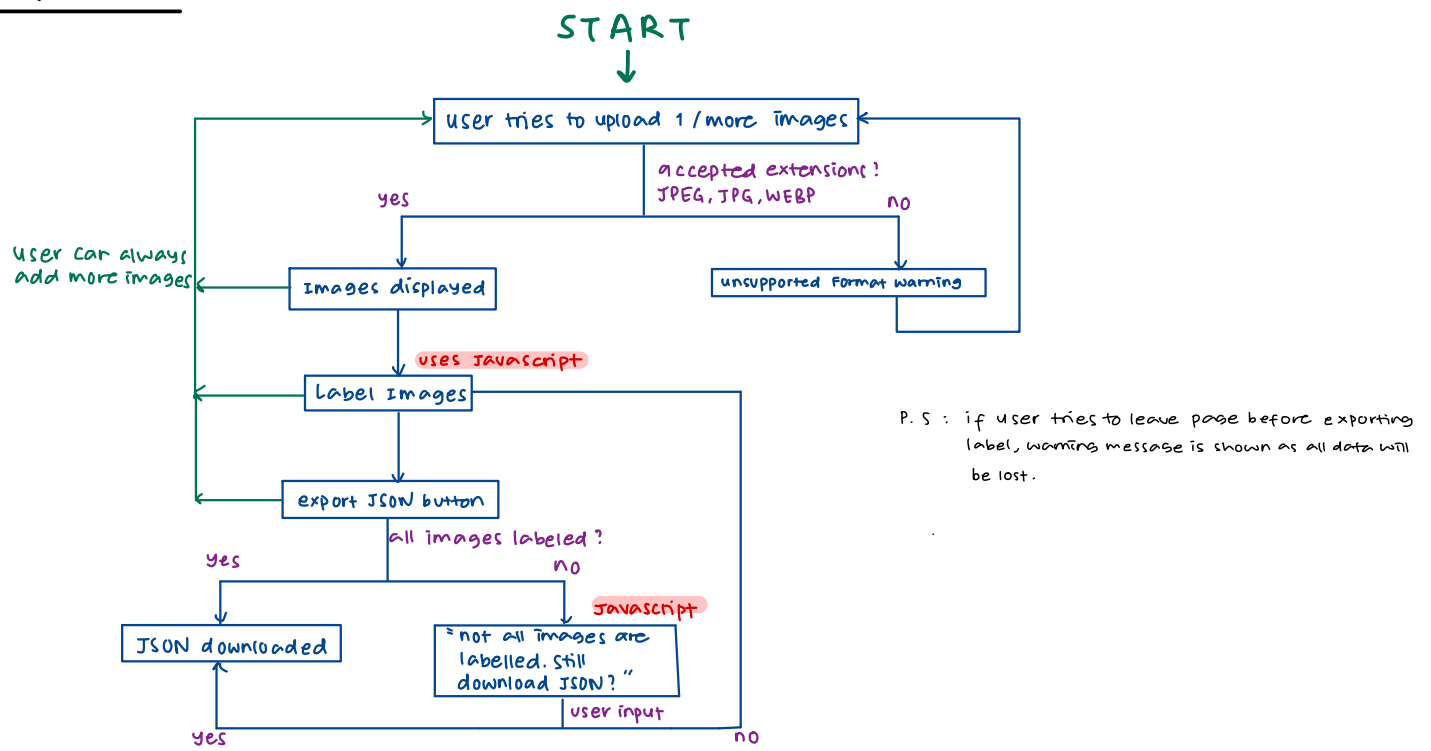 START
user tries to upload 1/more images
accepted extensions?
JPEG, JPG, WEBP
yes
no
user can always
add more images
Images displayed
unsupported Format warning
uses Javascript
Label Images
P.S : if user tries to leave page before exporting
label, warning message is shown as all data will
be lost.
export JSON button
all images labeled?
yes
no
Javascript
JSON downloaded
"not all images are
labelled. Still
download JSON?"
user input
yes
no